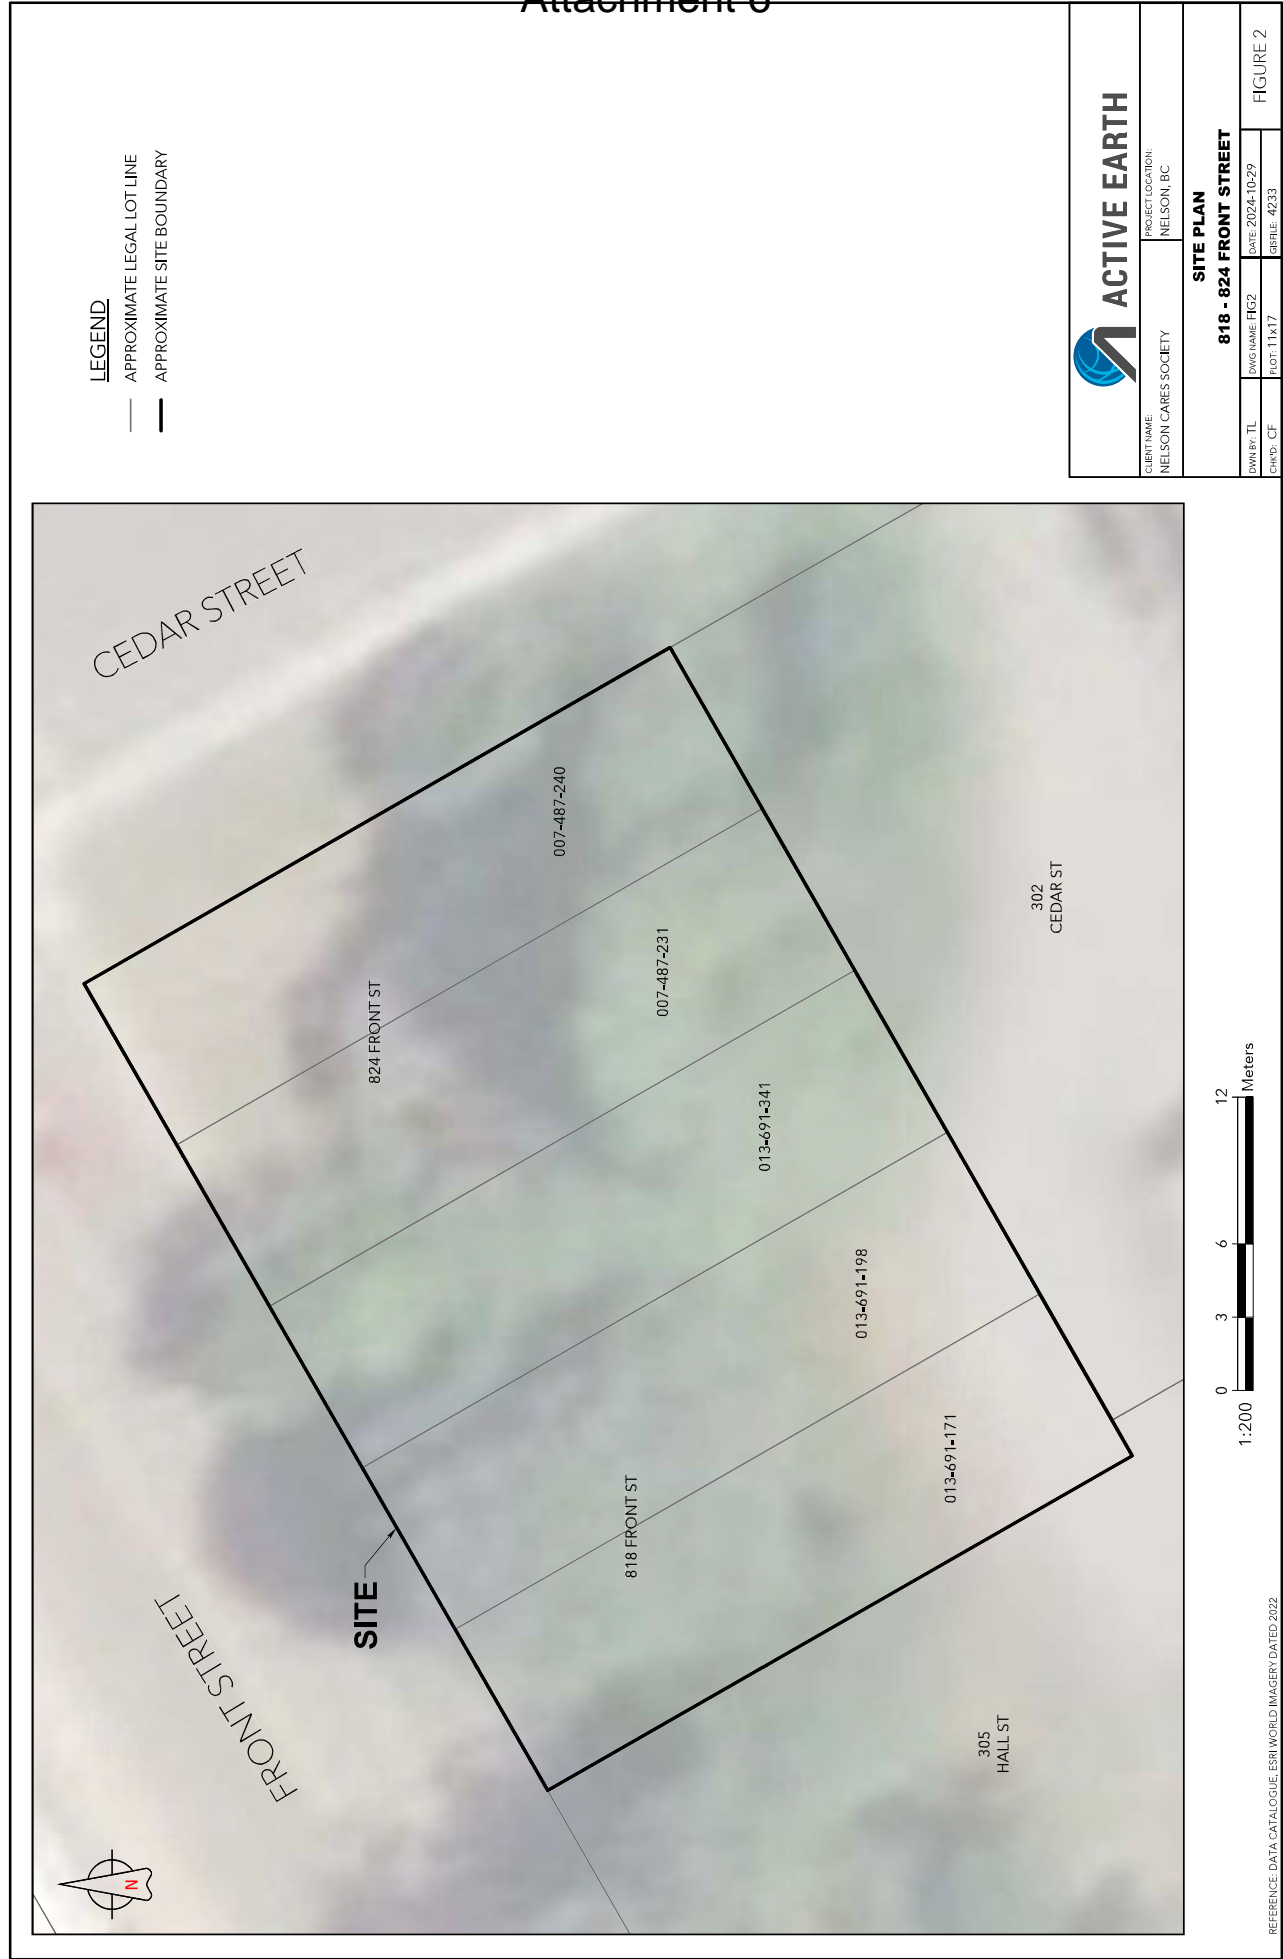 Attachment 6
LEGEND
APPROXIMATE LEGAL LOT LINE
APPROXIMATE SITE BOUNDARY
CEDAR STREET
FRONT STREET
SITE
824 FRONT ST
818 FRONT ST
007-487-240
007-487-231
013-691-341
013-691-198
013-691-171
302
CEDAR ST
305
HALL ST
N
1:200
0 3 6 12
Meters
REFERENCE: DATA CATALOGUE, ESRI WORLD IMAGERY DATED 2022
ACTIVE EARTH
CLIENT NAME:
NELSON CARES SOCIETY
PROJECT LOCATION:
NELSON, BC
SITE PLAN
818 - 824 FRONT STREET
DWN BY: TL
DWG NAME: FIG2
DATE: 2024-10-29
CHK'D: CF
PLOT: 11x17
GISFILE: 4233
FIGURE 2